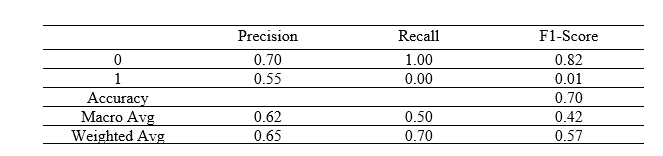 Precision Recall F1-Score
0 0.70 1.00 0.82
1 0.55 0.00 0.01
Accuracy 0.70
Macro Avg 0.62 0.50 0.42
Weighted Avg 0.65 0.70 0.57